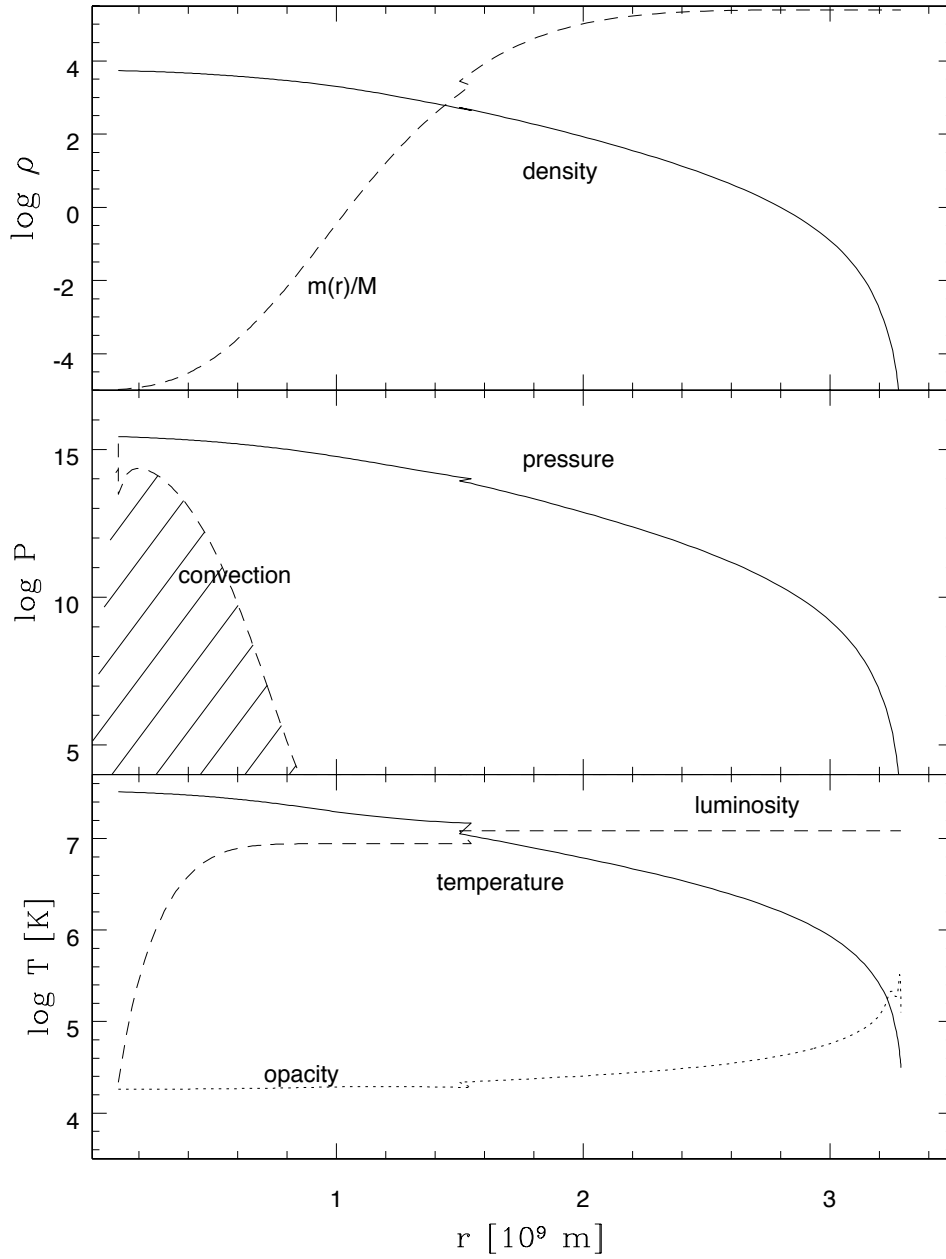 4
2
0
-2
-4
log ρ
density
m(r)/M
15
10
5
log P
pressure
convection
7
6
5
4
log T [K]
luminosity
temperature
opacity
1
2
3
r [10⁹ m]